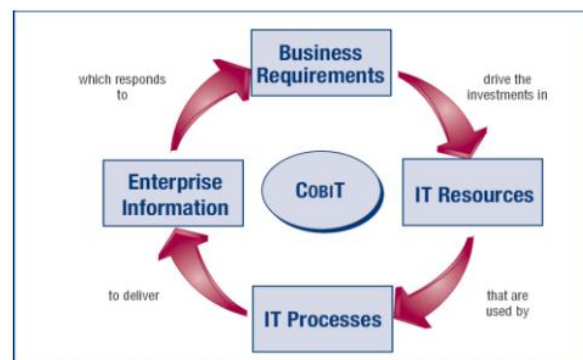 Business
Requirements
which responds
to
drive the
investments in
Enterprise
Information
COBIT
IT Resources
to deliver
IT Processes
that are
used by